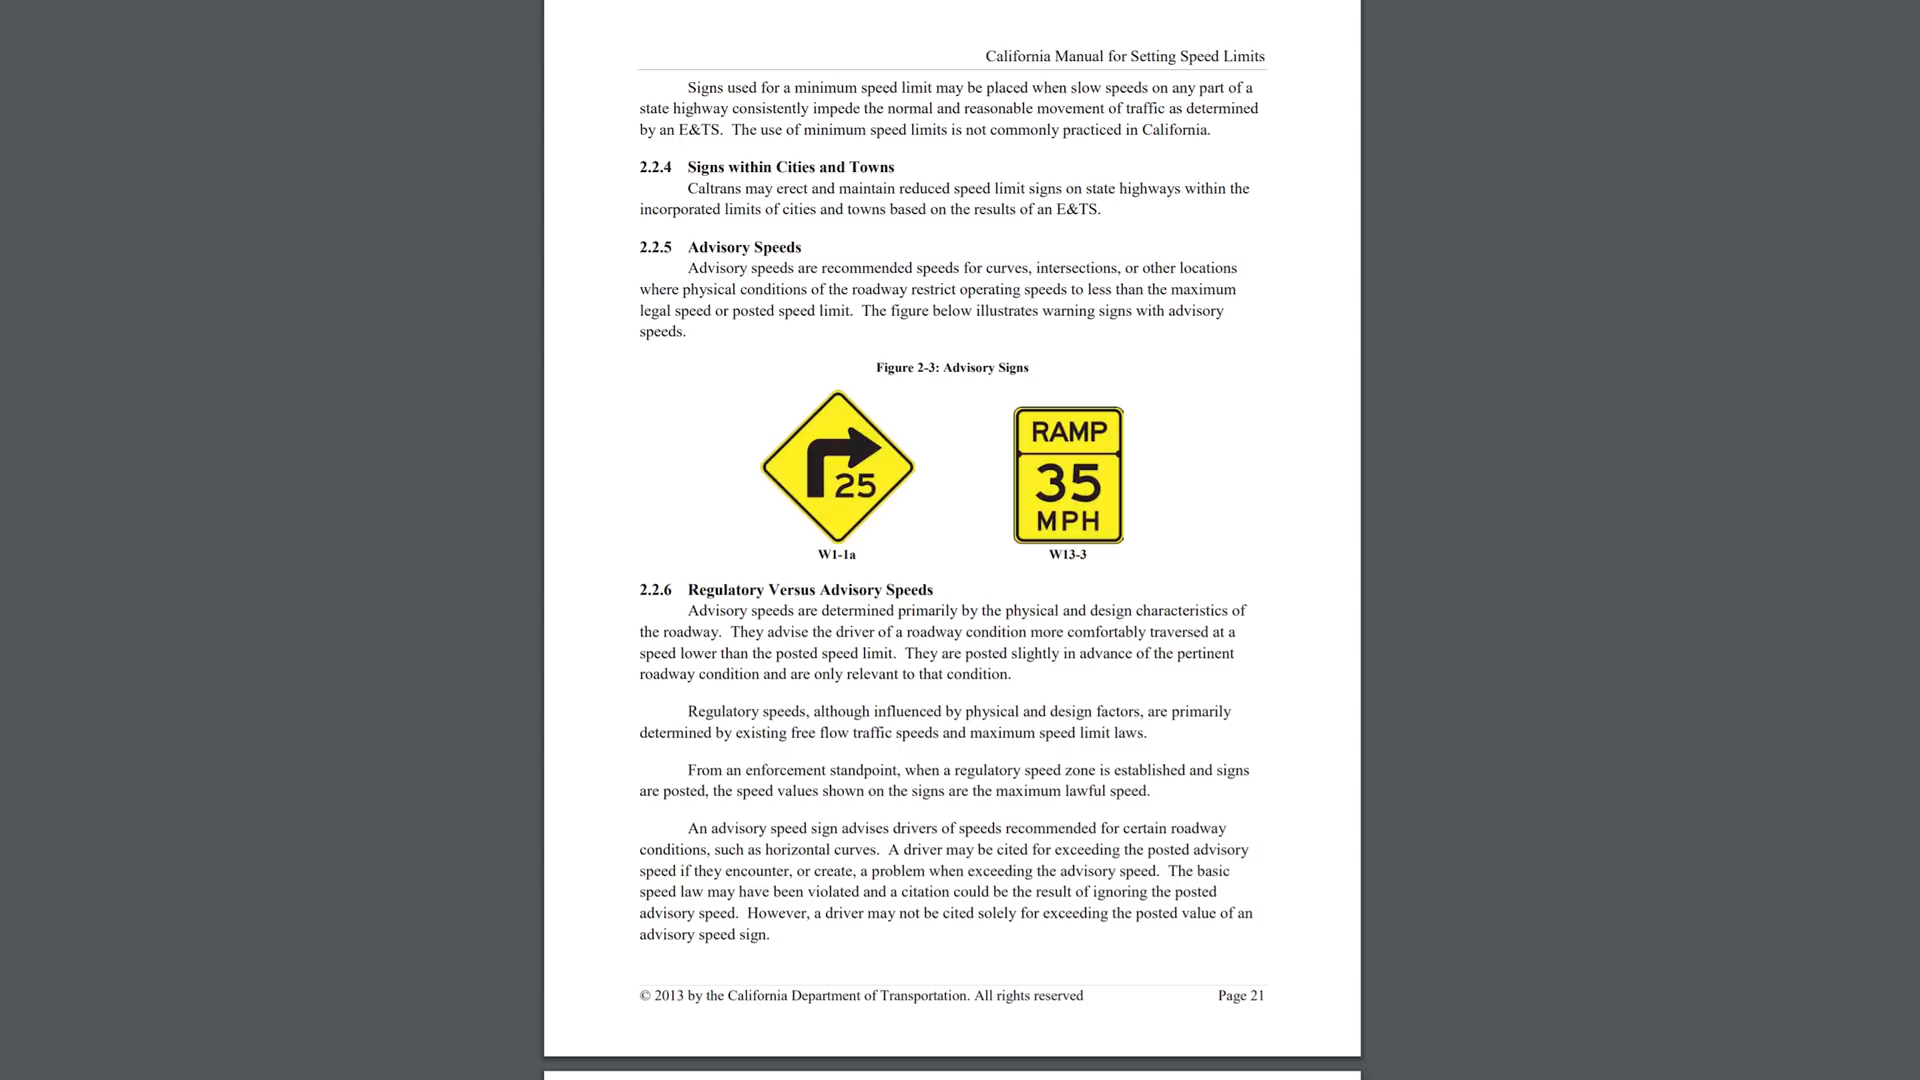 California Manual for Setting Speed Limits
Signs used for a minimum speed limit may be placed when slow speeds on any part of a
state highway consistently impede the normal and reasonable movement of traffic as determined
by an E&TS.  The use of minimum speed limits is not commonly practiced in California.
2.2.4 Signs within Cities and Towns
Caltrans may erect and maintain reduced speed limit signs on state highways within the
incorporated limits of cities and towns based on the results of an E&TS.
2.2.5 Advisory Speeds
Advisory speeds are recommended speeds for curves, intersections, or other locations
where physical conditions of the roadway restrict operating speeds to less than the maximum
legal speed or posted speed limit.  The figure below illustrates warning signs with advisory
speeds.
Figure 2-3: Advisory Signs
25
W1-1a
RAMP
35
MPH
W13-3
2.2.6 Regulatory Versus Advisory Speeds
Advisory speeds are determined primarily by the physical and design characteristics of
the roadway.  They advise the driver of a roadway condition more comfortably traversed at a
speed lower than the posted speed limit.  They are posted slightly in advance of the pertinent
roadway condition and are only relevant to that condition.
Regulatory speeds, although influenced by physical and design factors, are primarily
determined by existing free flow traffic speeds and maximum speed limit laws.
From an enforcement standpoint, when a regulatory speed zone is established and signs
are posted, the speed values shown on the signs are the maximum lawful speed.
An advisory speed sign advises drivers of speeds recommended for certain roadway
conditions, such as horizontal curves.  A driver may be cited for exceeding the posted advisory
speed if they encounter, or create, a problem when exceeding the advisory speed.  The basic
speed law may have been violated and a citation could be the result of ignoring the posted
advisory speed.  However, a driver may not be cited solely for exceeding the posted value of an
advisory speed sign.
© 2013 by the California Department of Transportation. All rights reserved
Page 21